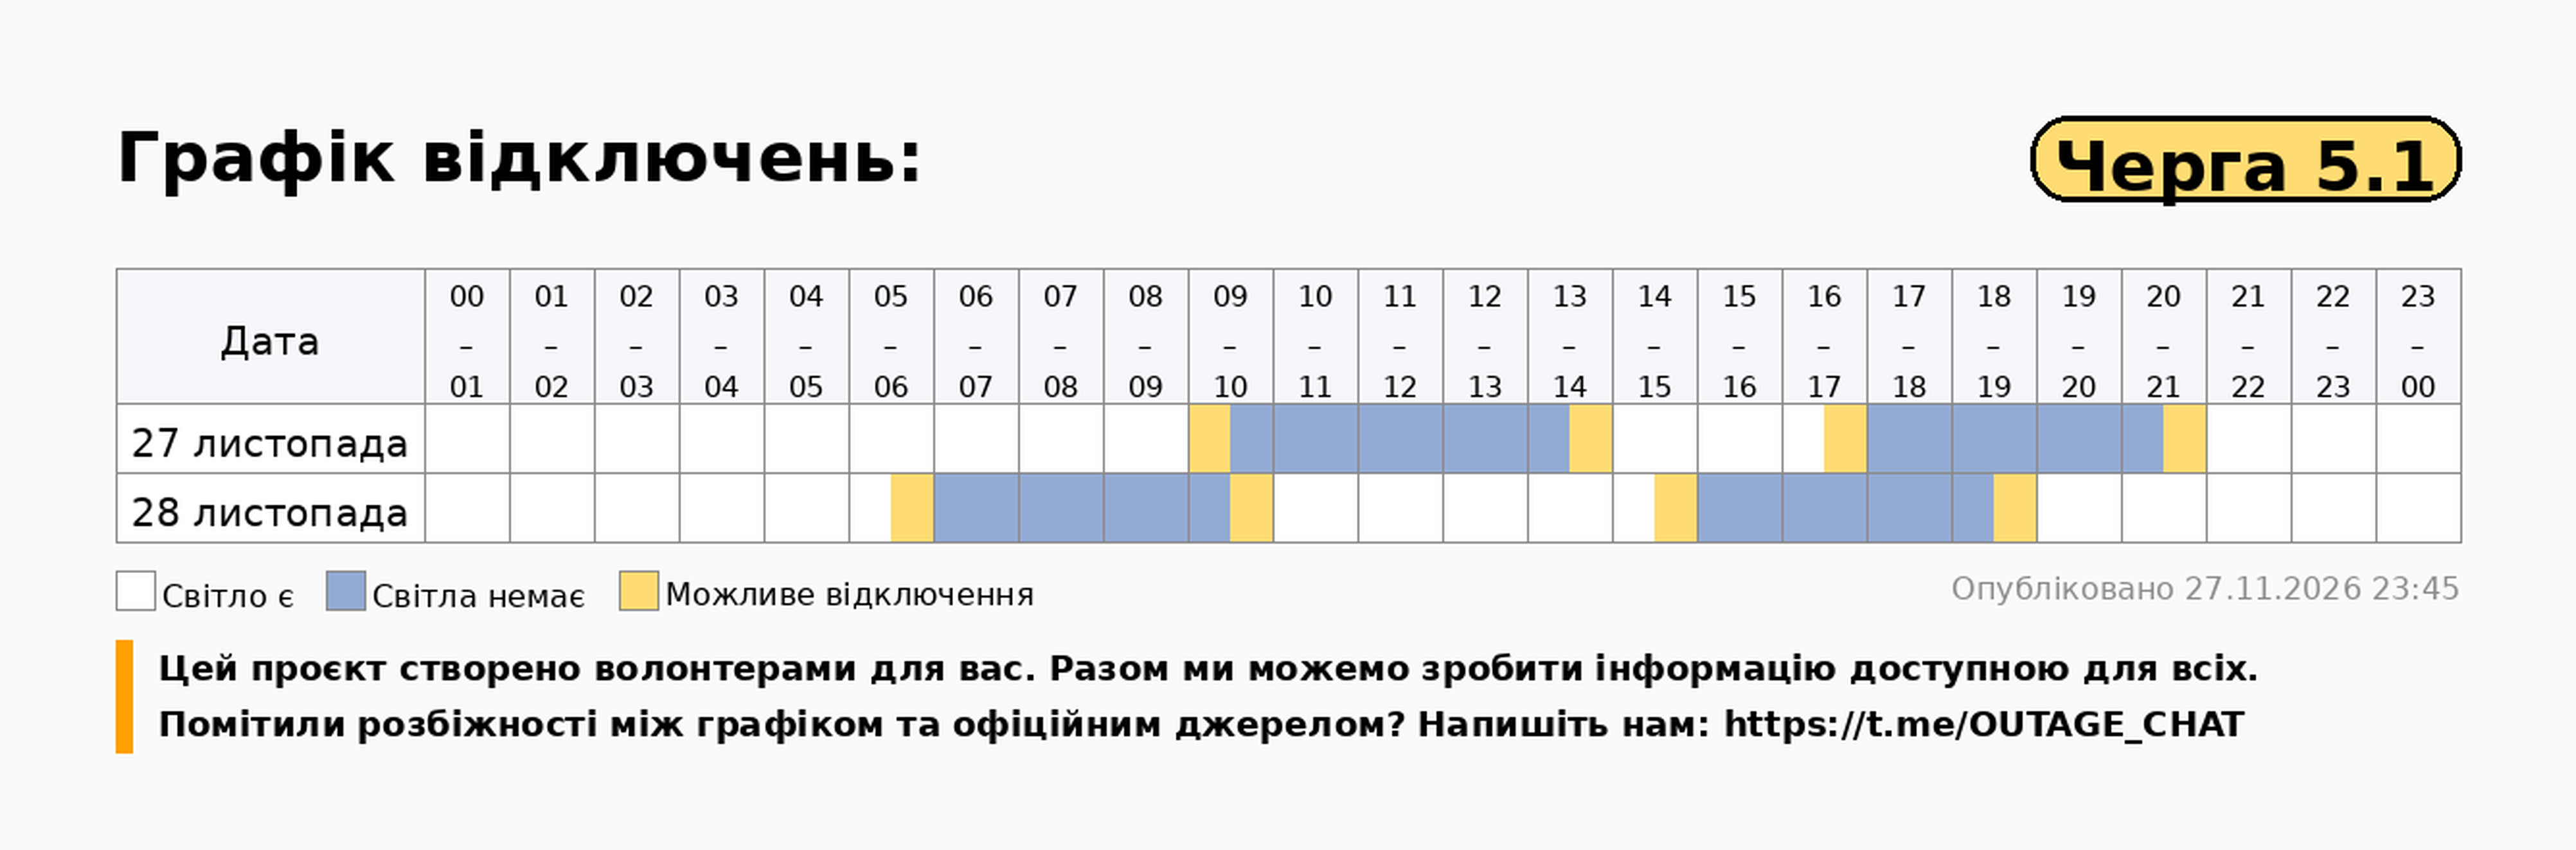 Графік відключень:
Черга 5.1
Дата
00 – 01
01 – 02
02 – 03
03 – 04
04 – 05
05 – 06
06 – 07
07 – 08
08 – 09
09 – 10
10 – 11
11 – 12
12 – 13
13 – 14
14 – 15
15 – 16
16 – 17
17 – 18
18 – 19
19 – 20
20 – 21
21 – 22
22 – 23
23 – 00
27 листопада
28 листопада
Світло є
Світла немає
Можливе відключення
Опубліковано 27.11.2026 23:45
Цей проєкт створено волонтерами для вас. Разом ми можемо зробити інформацію доступною для всіх.
Помітили розбіжності між графіком та офіційним джерелом? Напишіть нам: https://t.me/OUTAGE_CHAT